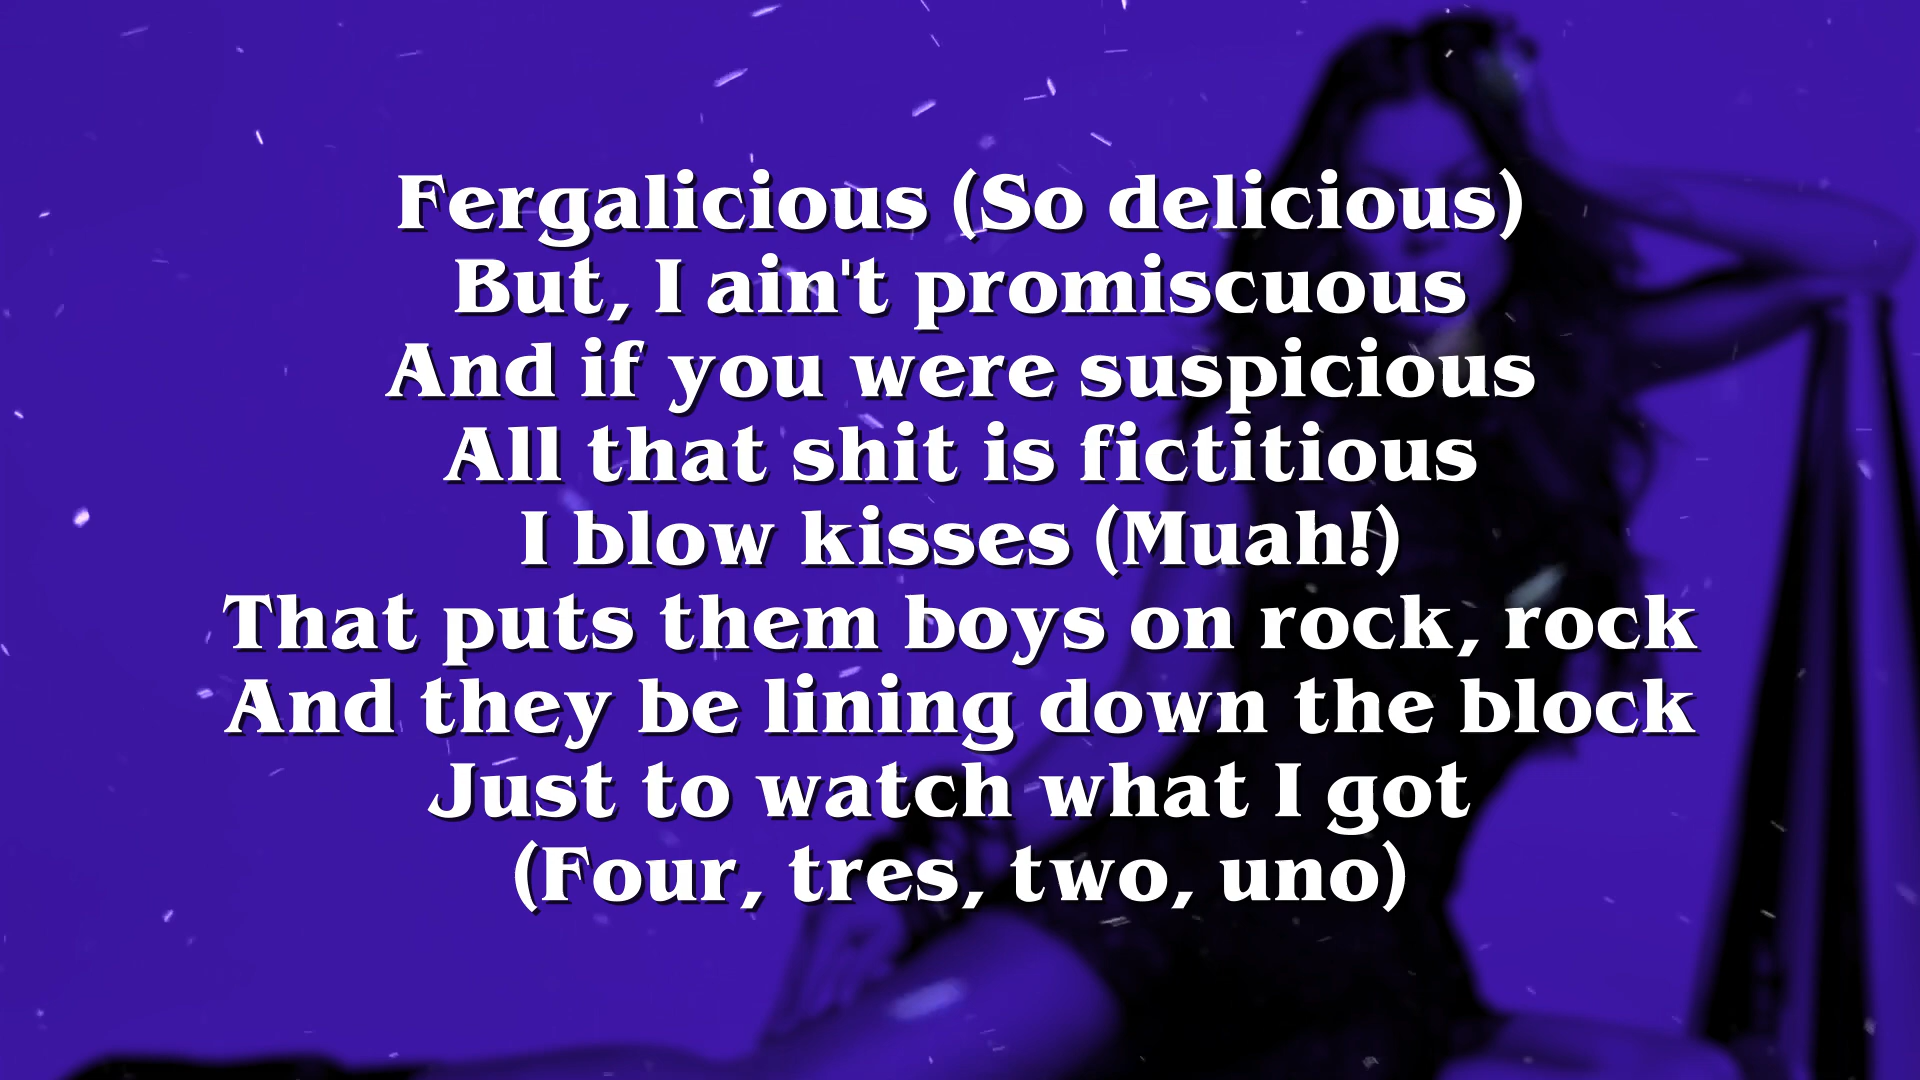 Fergalicious (So delicious)
But, I ain't promiscuous
And if you were suspicious
All that shit is fictitious
I blow kisses (Muah!)
That puts them boys on rock, rock
And they be lining down the block
Just to watch what I got
(Four, tres, two, uno)